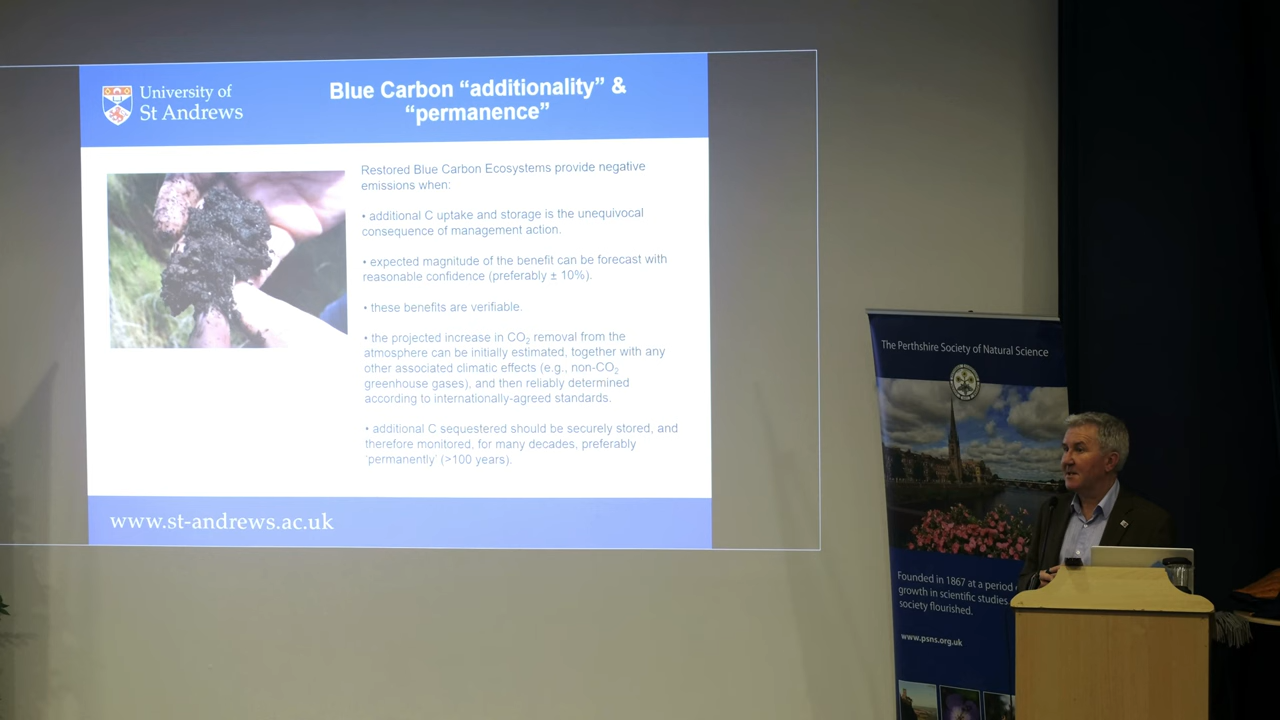 University of
St Andrews
Blue Carbon “additionality” &
“permanence”
Restored Blue Carbon Ecosystems provide negative
emissions when:
• additional C uptake and storage is the unequivocal
consequence of management action.
• expected magnitude of the benefit can be forecast with
reasonable confidence (preferably ± 10%).
• these benefits are verifiable.
• the projected increase in CO₂ removal from the
atmosphere can be initially estimated, together with any
other associated climatic effects (e.g., non-CO₂
greenhouse gases), and then reliably determined
according to internationally-agreed standards.
• additional C sequestered should be securely stored, and
therefore monitored, for many decades, preferably
‘permanently’ (>100 years).
www.st-andrews.ac.uk
The Perthshire Society of Natural Science
Founded in 1867 at a period
growth in scientific studies
society flourished.
www.psns.org.uk